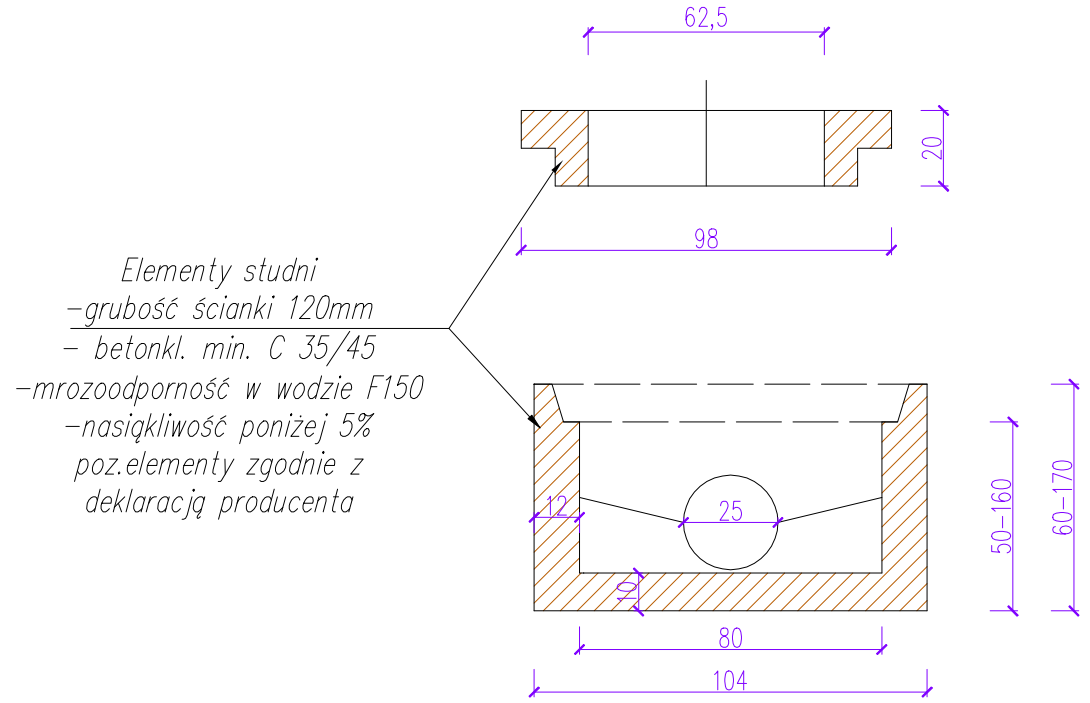 62,5
20
98
Elementy studni
-grubość ścianki 120mm
- betonkl. min. C 35/45
-mrozoodporność w wodzie F150
-nasiąkliwość poniżej 5%
poz.elementy zgodnie z
deklaracją producenta
12
25
10
50-160
60-170
80
104